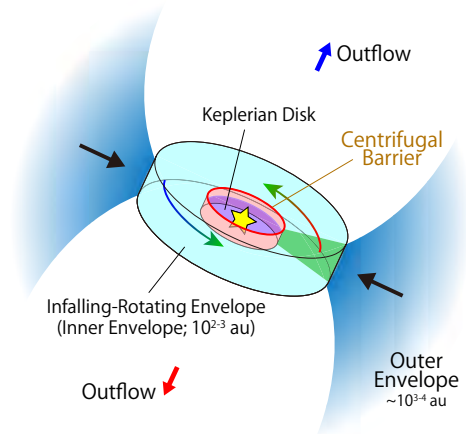 Outflow
Keplerian Disk
Centrifugal
Barrier
Infalling-Rotating Envelope
(Inner Envelope; 10²⁻³ au)
Outflow
Outer
Envelope
~10³⁻⁴ au